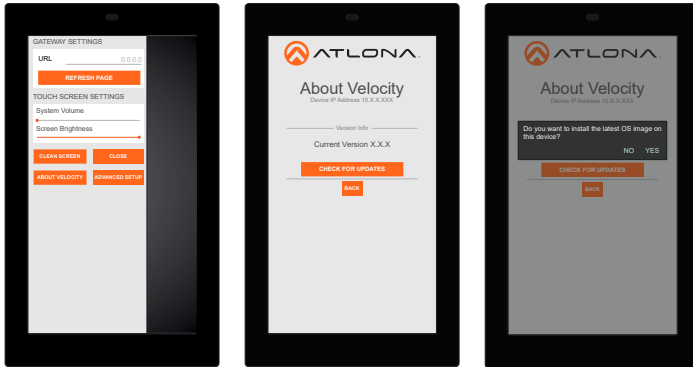 GATEWAY SETTINGS
URL 0.0.0.0
REFRESH PAGE
TOUCH SCREEN SETTINGS
System Volume
Screen Brightness
CLEAN SCREEN CLOSE
ABOUT VELOCITY ADVANCED SETUP
ATLONA.
About Velocity
Device IP Address 10.X.X.XXX
Version Info
Current Version X.X.X
CHECK FOR UPDATES
BACK
ATLONA.
About Velocity
Device IP Address 10.X.X.XXX
Do you want to install the latest OS image on
this device?
NO YES
CHECK FOR UPDATES
BACK